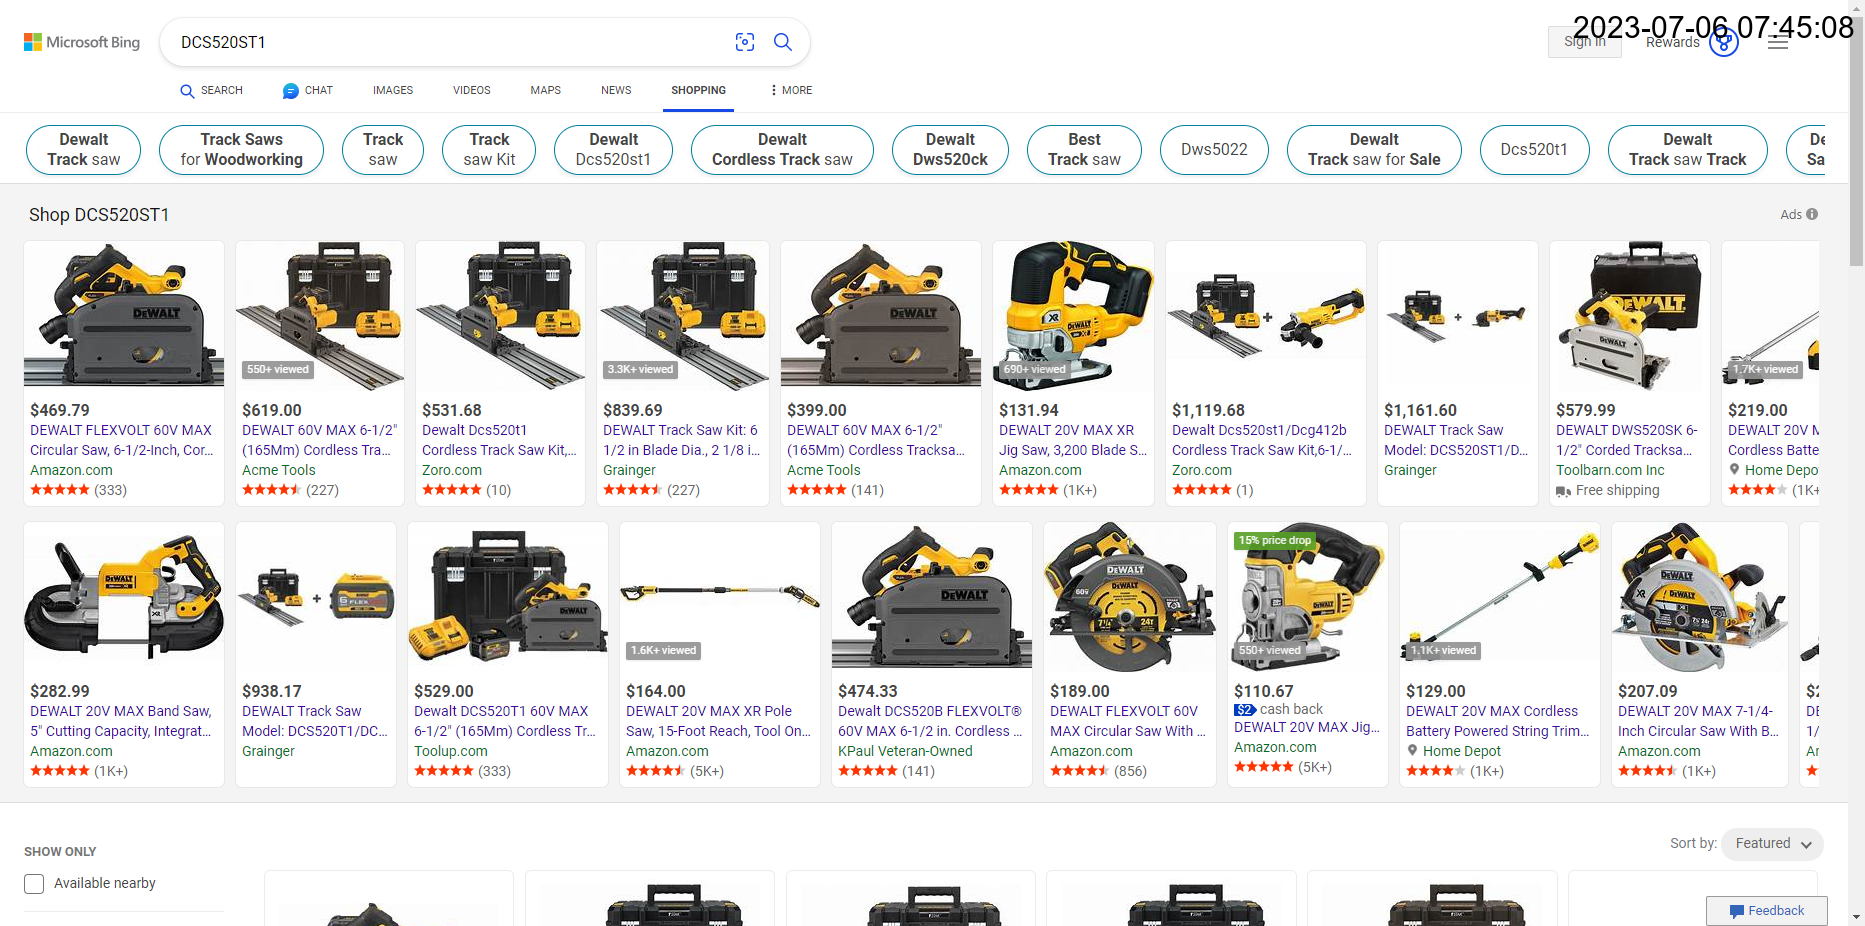 Microsoft Bing
DCS520ST1
Sign in
Rewards
2023-07-06 07:45:08
SEARCH
CHAT
IMAGES
VIDEOS
MAPS
NEWS
SHOPPING
MORE
Dewalt
Track saw
Track Saws
for Woodworking
Track
saw
Track
saw Kit
Dewalt
Dcs520st1
Dewalt
Cordless Track saw
Dewalt
Dws520ck
Best
Track saw
Dws5022
Dewalt
Track saw for Sale
Dcs520t1
Dewalt
Track saw Track
De
Sa
Shop DCS520ST1
Ads
$469.79
DEWALT FLEXVOLT 60V MAX
Circular Saw, 6-1/2-Inch, Cor...
Amazon.com
(333)
550+ viewed
$619.00
DEWALT 60V MAX 6-1/2"
(165Mm) Cordless Tra...
Acme Tools
(227)
$531.68
Dewalt Dcs520t1
Cordless Track Saw Kit,...
Zoro.com
(10)
3.3K+ viewed
$839.69
DEWALT Track Saw Kit: 6
1/2 in Blade Dia., 2 1/8 i...
Grainger
(227)
$399.00
DEWALT 60V MAX 6-1/2"
(165Mm) Cordless Tracksa...
Acme Tools
(141)
690+ viewed
$131.94
DEWALT 20V MAX XR
Jig Saw, 3,200 Blade S...
Amazon.com
(1K+)
$1,119.68
Dewalt Dcs520st1/Dcg412b
Cordless Track Saw Kit,6-1/...
Zoro.com
(1)
$1,161.60
DEWALT Track Saw
Model: DCS520ST1/D...
Grainger
$579.99
DEWALT DWS520SK 6-
1/2" Corded Tracksa...
Toolbarn.com Inc
Free shipping
1.7K+ viewed
$219.00
DEWALT 20V M
Cordless Batte
Home Depo
(1K+
$282.99
DEWALT 20V MAX Band Saw,
5" Cutting Capacity, Integrat...
Amazon.com
(1K+)
$938.17
DEWALT Track Saw
Model: DCS520T1/DC...
Grainger
$529.00
Dewalt DCS520T1 60V MAX
6-1/2" (165Mm) Cordless Tr...
Toolup.com
(333)
1.6K+ viewed
$164.00
DEWALT 20V MAX XR Pole
Saw, 15-Foot Reach, Tool On...
Amazon.com
(5K+)
$474.33
Dewalt DCS520B FLEXVOLT®
60V MAX 6-1/2 in. Cordless ...
KPaul Veteran-Owned
(141)
$189.00
DEWALT FLEXVOLT 60V
MAX Circular Saw With ...
Amazon.com
(856)
15% price drop
550+ viewed
$110.67
$2 cash back
DEWALT 20V MAX Jig...
Amazon.com
(5K+)
1.1K+ viewed
$129.00
DEWALT 20V MAX Cordless
Battery Powered String Trim...
Home Depot
(1K+)
$207.09
DEWALT 20V MAX 7-1/4-
Inch Circular Saw With B...
Amazon.com
(1K+)
SHOW ONLY
Available nearby
Sort by: Featured
Feedback